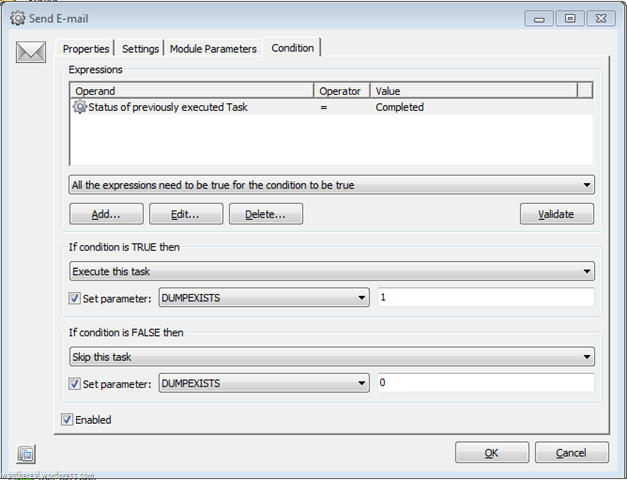 Send E-mail
Properties Settings Module Parameters Condition
Expressions
Operand Operator Value
Status of previously executed Task = Completed
All the expressions need to be true for the condition to be true
Add... Edit... Delete... Validate
If condition is TRUE then
Execute this task
Set parameter: DUMPEXISTS 1
If condition is FALSE then
Skip this task
Set parameter: DUMPEXISTS 0
Enabled
OK Cancel